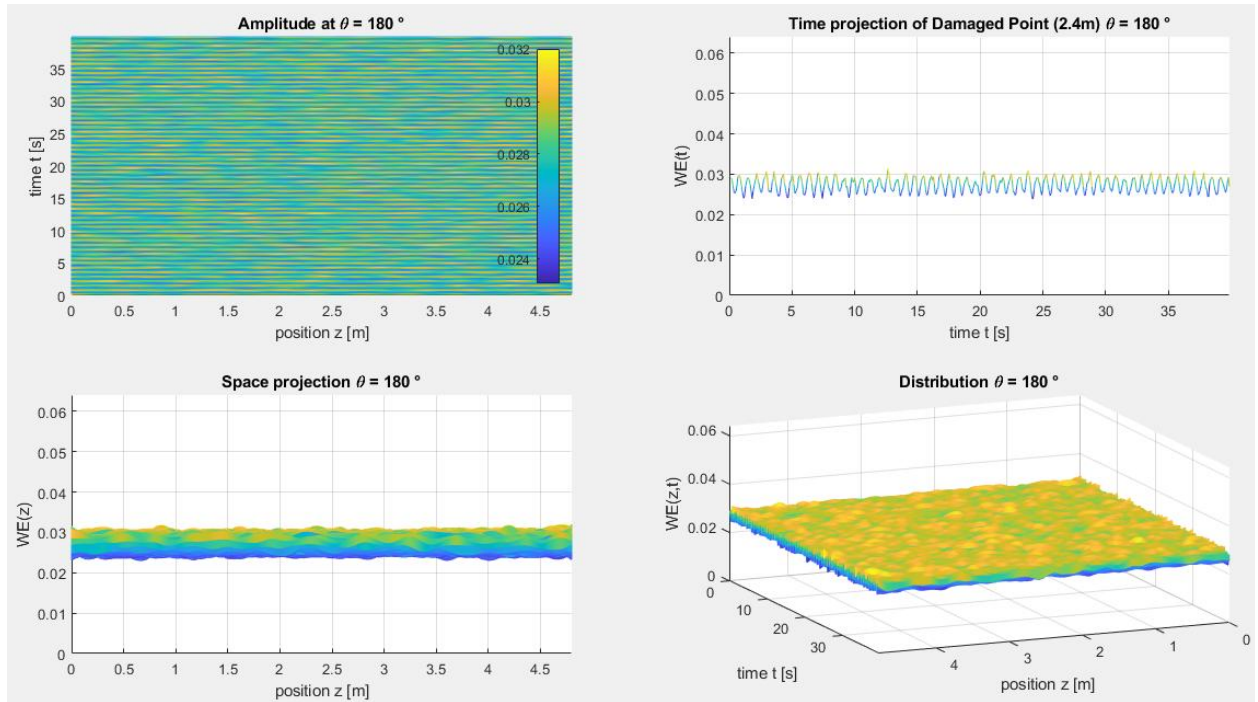 Amplitude at θ = 180 °
0.032
0.03
0.028
0.026
0.024
35
30
25
20
15
10
5
0
time t [s]
0 0.5 1 1.5 2 2.5 3 3.5 4 4.5
position z [m]
Time projection of Damaged Point (2.4m) θ = 180 °
0.06
0.05
0.04
0.03
0.02
0.01
0
WE(t)
0 5 10 15 20 25 30 35
time t [s]
Space projection θ = 180 °
0.06
0.05
0.04
0.03
0.02
0.01
0
WE(z)
0 0.5 1 1.5 2 2.5 3 3.5 4 4.5
position z [m]
Distribution θ = 180 °
0.06
0.04
0.02
0
WE(z,t)
0
10
20
30
time t [s]
4 3 2 1 0
position z [m]